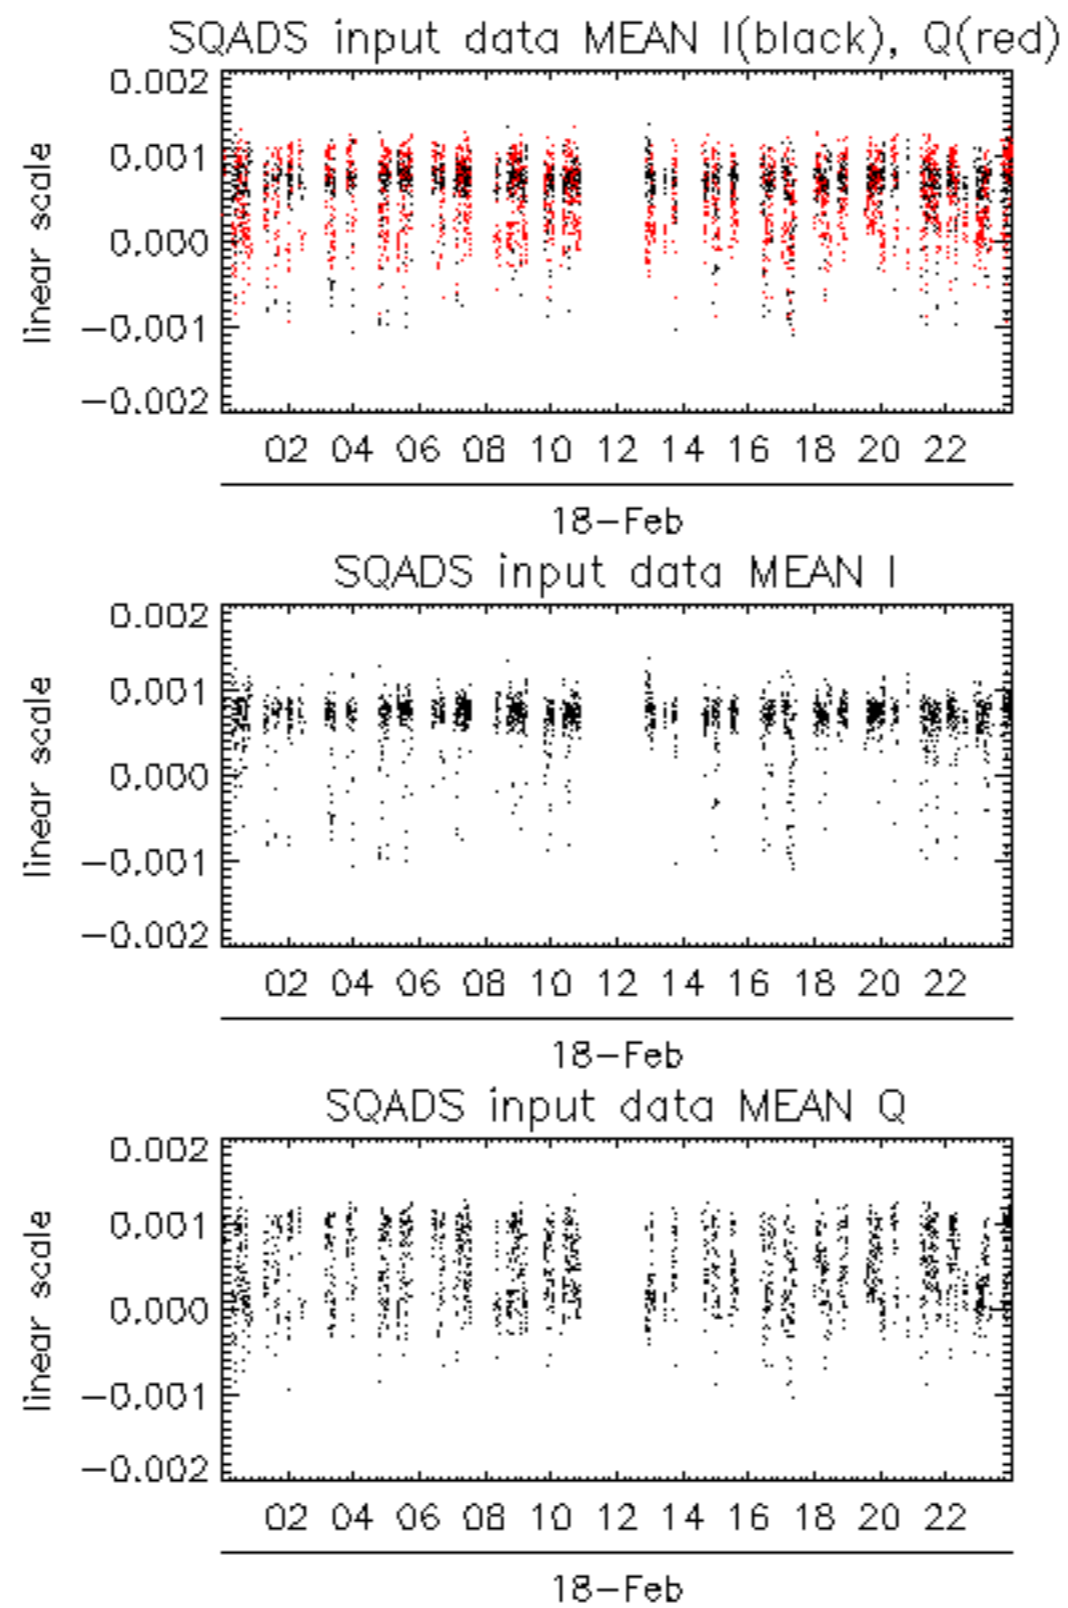 SQADS input data MEAN I(black), Q(red)
0.002
0.001
0.000
−0.001
−0.002
linear scale
02 04 06 08 10 12 14 16 18 20 22
18−Feb
SQADS input data MEAN I
0.002
0.001
0.000
−0.001
−0.002
linear scale
02 04 06 08 10 12 14 16 18 20 22
18−Feb
SQADS input data MEAN Q
0.002
0.001
0.000
−0.001
−0.002
linear scale
02 04 06 08 10 12 14 16 18 20 22
18−Feb